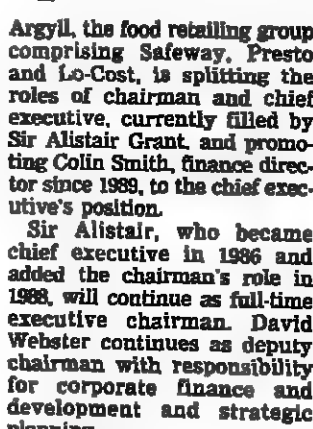 Argyll, the food retailing group
comprising Safeway, Presto
and Lo-Cost, is splitting the
roles of chairman and chief
executive, currently filled by
Sir Alistair Grant, and promo-
ting Colin Smith, finance direc-
tor since 1989, to the chief exec-
utive's position.
Sir Alistair, who became
chief executive in 1986 and
added the chairman's role in
1988, will continue as full-time
executive chairman. David
Webster continues as deputy
chairman with responsibility
for corporate finance and
development and strategic
planning.